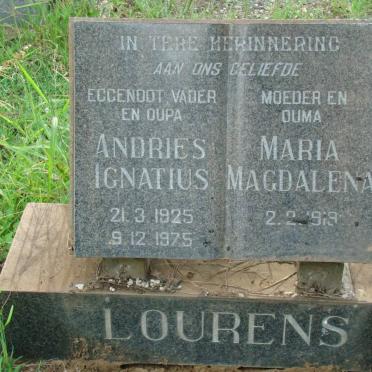 IN TERE HERINNERING
AAN ONS GELIEFDE
EGGENOOT, VADER
EN OUPA
ANDRIES
IGNATIUS
21.3.1925
9.12.1975
MOEDER EN
OUMA
MARIA
MAGDALENA
LOURENS